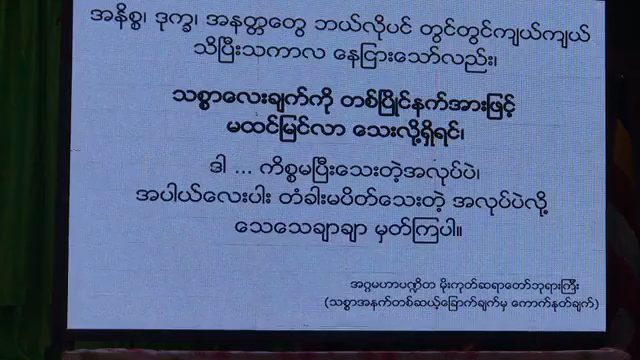 အနိစ္စ၊ ဒုက္ခ၊ အနတ္တတွေ ဘယ်လိုပင် တွင်တွင်ကျယ်ကျယ်
သိပြီးသကာလ နေငြားသော်လည်း၊
သစ္စာလေးချက်ကို တစ်ပြိုင်နက်အားဖြင့်
မထင်မြင်လာ သေးလို့ရှိရင်၊
ဒါ ... ကိစ္စမပြီးသေးတဲ့အလုပ်ပဲ၊
အပါယ်လေးပါး တံခါးမပိတ်သေးတဲ့ အလုပ်ပဲလို့
သေသေချာချာ မှတ်ကြပါ။
အဂ္ဂမဟာပဏ္ဍိတ မိုးကုတ်ဆရာတော်ဘုရားကြီး
(သစ္စာအနက်တစ်ဆယ့်ခြောက်ချက်မှ ကောက်နုတ်ချက်)